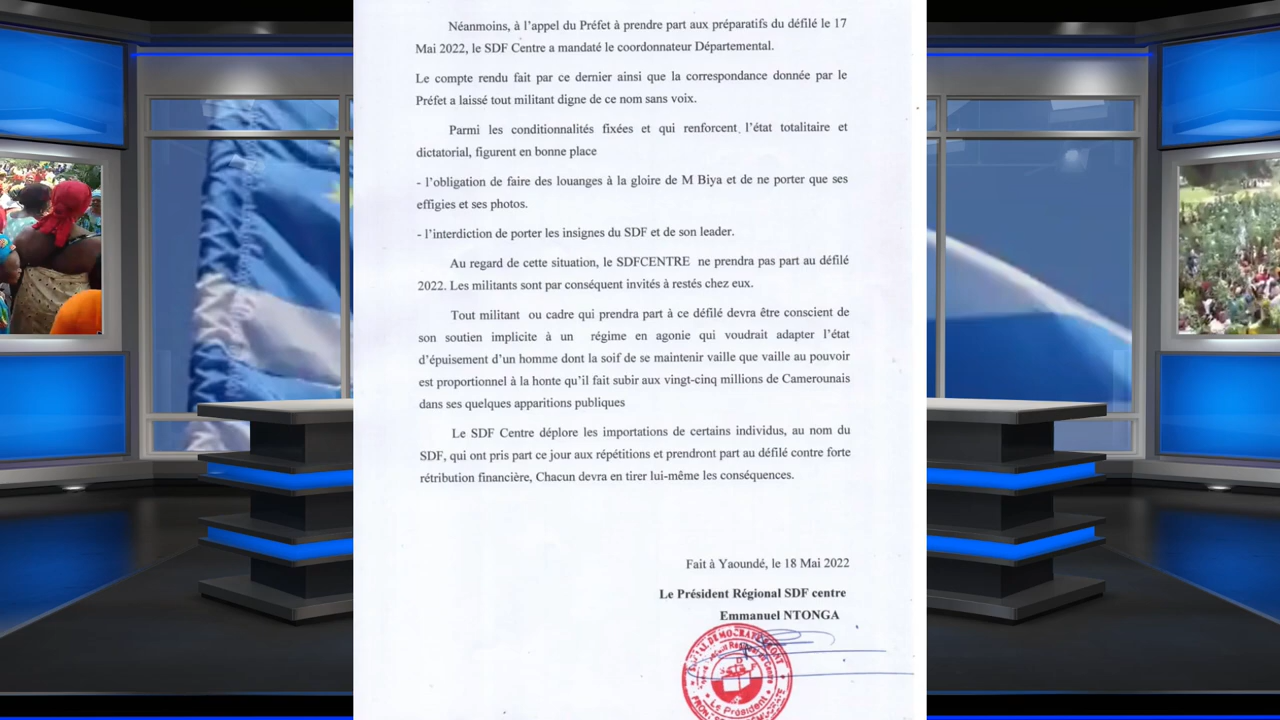 Néanmoins, à l'appel du Préfet à prendre part aux préparatifs du défilé le 17
Mai 2022, le SDF Centre a mandaté le coordonnateur Départemental.
Le compte rendu fait par ce dernier ainsi que la correspondance donnée par le
Préfet a laissé tout militant digne de ce nom sans voix.
Parmi les conditionnalités fixées et qui renforcent l'état totalitaire et
dictatorial, figurent en bonne place
- l'obligation de faire des louanges à la gloire de M Biya et de ne porter que ses
effigies et ses photos.
- l'interdiction de porter les insignes du SDF et de son leader.
Au regard de cette situation, le SDFCENTRE ne prendra pas part au défilé
2022. Les militants sont par conséquent invités à restés chez eux.
Tout militant ou cadre qui prendra part à ce défilé devra être conscient de
son soutien implicite à un régime en agonie qui voudrait adapter l'état
d'épuisement d'un homme dont la soif de se maintenir vaille que vaille au pouvoir
est proportionnel à la honte qu'il fait subir aux vingt-cinq millions de Camerounais
dans ses quelques apparitions publiques
Le SDF Centre déplore les importations de certains individus, au nom du
SDF, qui ont pris part ce jour aux répétitions et prendront part au défilé contre forte
rétribution financière, Chacun devra en tirer lui-même les conséquences.
Fait à Yaoundé, le 18 Mai 2022
Le Président Régional SDF centre
Emmanuel NTONGA
Le Président